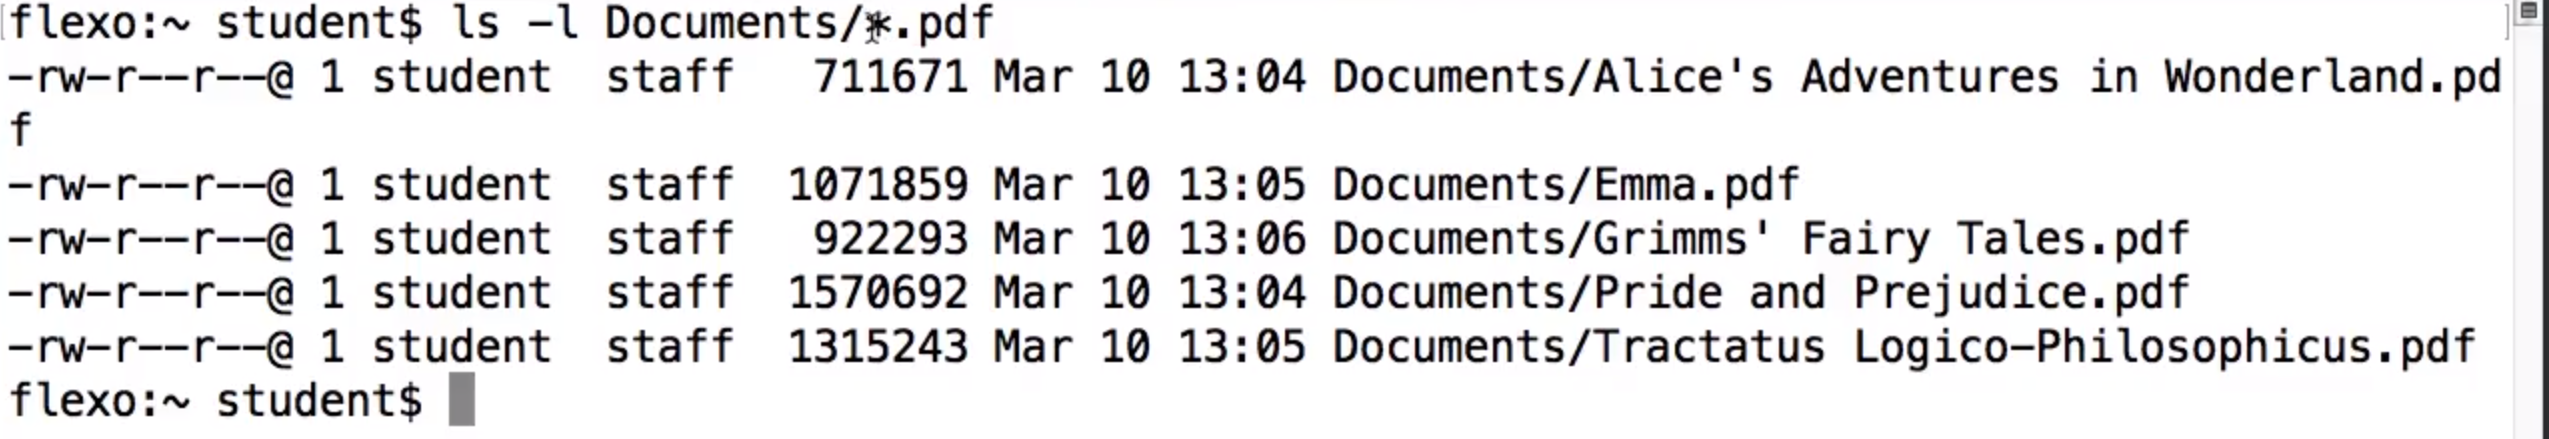 flexo:~ student$ ls -l Documents/*.pdf
-rw-r--r--@ 1 student  staff   711671 Mar 10 13:04 Documents/Alice's Adventures in Wonderland.pd
f
-rw-r--r--@ 1 student  staff  1071859 Mar 10 13:05 Documents/Emma.pdf
-rw-r--r--@ 1 student  staff   922293 Mar 10 13:06 Documents/Grimms' Fairy Tales.pdf
-rw-r--r--@ 1 student  staff  1570692 Mar 10 13:04 Documents/Pride and Prejudice.pdf
-rw-r--r--@ 1 student  staff  1315243 Mar 10 13:05 Documents/Tractatus Logico-Philosophicus.pdf
flexo:~ student$